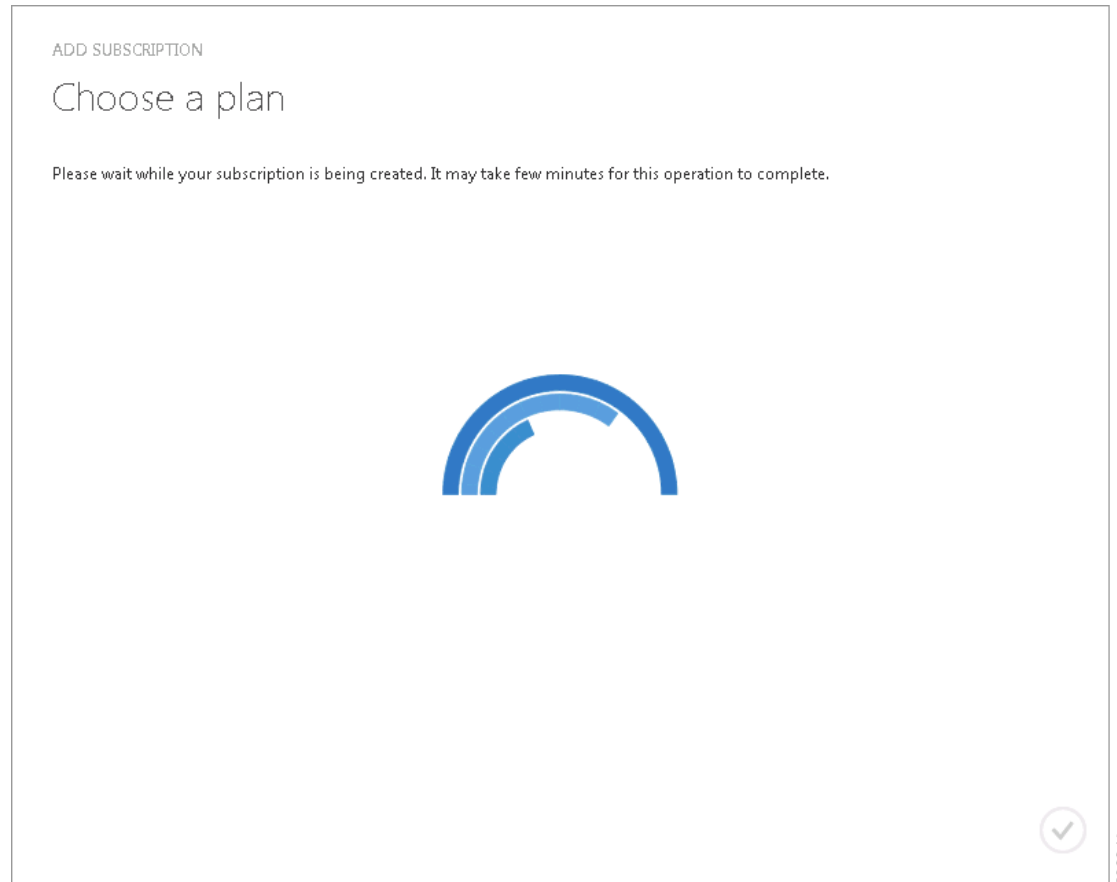 ADD SUBSCRIPTION
Choose a plan
Please wait while your subscription is being created. It may take few minutes for this operation to complete.